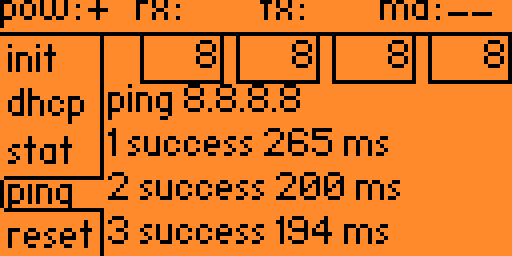 pow:+ rx: tx: md:__
init 8 8 8 8
dhcp ping 8.8.8.8
stat 1 success 265 ms
ping 2 success 200 ms
reset 3 success 194 ms